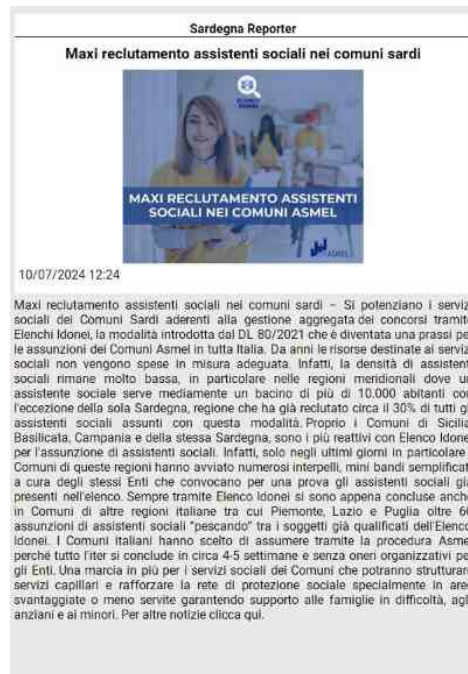 Sardegna Reporter
Maxi reclutamento assistenti sociali nei comuni sardi
ELENCO
IDONEI
MAXI RECLUTAMENTO ASSISTENTI
SOCIALI NEI COMUNI ASMEL
ASMEL
10/07/2024 12:24
Maxi reclutamento assistenti sociali nei comuni sardi – Si potenziano i serviz
sociali dei Comuni Sardi aderenti alla gestione aggregata dei concorsi tramite
Elenchi Idonei, la modalità introdotta dal DL 80/2021 che è diventata una prassi pe
le assunzioni dei Comuni Asmel in tutta Italia. Da anni le risorse destinate ai serviz
sociali non vengono spese in misura adeguata. Infatti, la densità di assistent
sociali rimane molto bassa, in particolare nelle regioni meridionali dove un
assistente sociale serve mediamente un bacino di più di 10.000 abitanti con
l'eccezione della sola Sardegna, regione che ha già reclutato circa il 30% di tutti gl
assistenti sociali assunti con questa modalità. Proprio i Comuni di Sicilia
Basilicata, Campania e della stessa Sardegna, sono i più reattivi con Elenco Idone
per l'assunzione di assistenti sociali. Infatti, solo negli ultimi giorni in particolare
Comuni di queste regioni hanno avviato numerosi interpelli, mini bandi semplificat
a cura degli stessi Enti che convocano per una prova gli assistenti sociali già
presenti nell'elenco. Sempre tramite Elenco Idonei si sono appena concluse anche
in Comuni di altre regioni italiane tra cui Piemonte, Lazio e Puglia oltre 60
assunzioni di assistenti sociali "pescando" tra i soggetti già qualificati dell'Elenco
Idonei. I Comuni italiani hanno scelto di assumere tramite la procedura Asme
perché tutto l'iter si conclude in circa 4-5 settimane e senza oneri organizzativi pe
gli Enti. Una marcia in più per i servizi sociali dei Comuni che potranno strutturare
servizi capillari e rafforzare la rete di protezione sociale specialmente in aree
svantaggiate o meno servite garantendo supporto alle famiglie in difficoltà, agl
anziani e ai minori. Per altre notizie clicca qui.